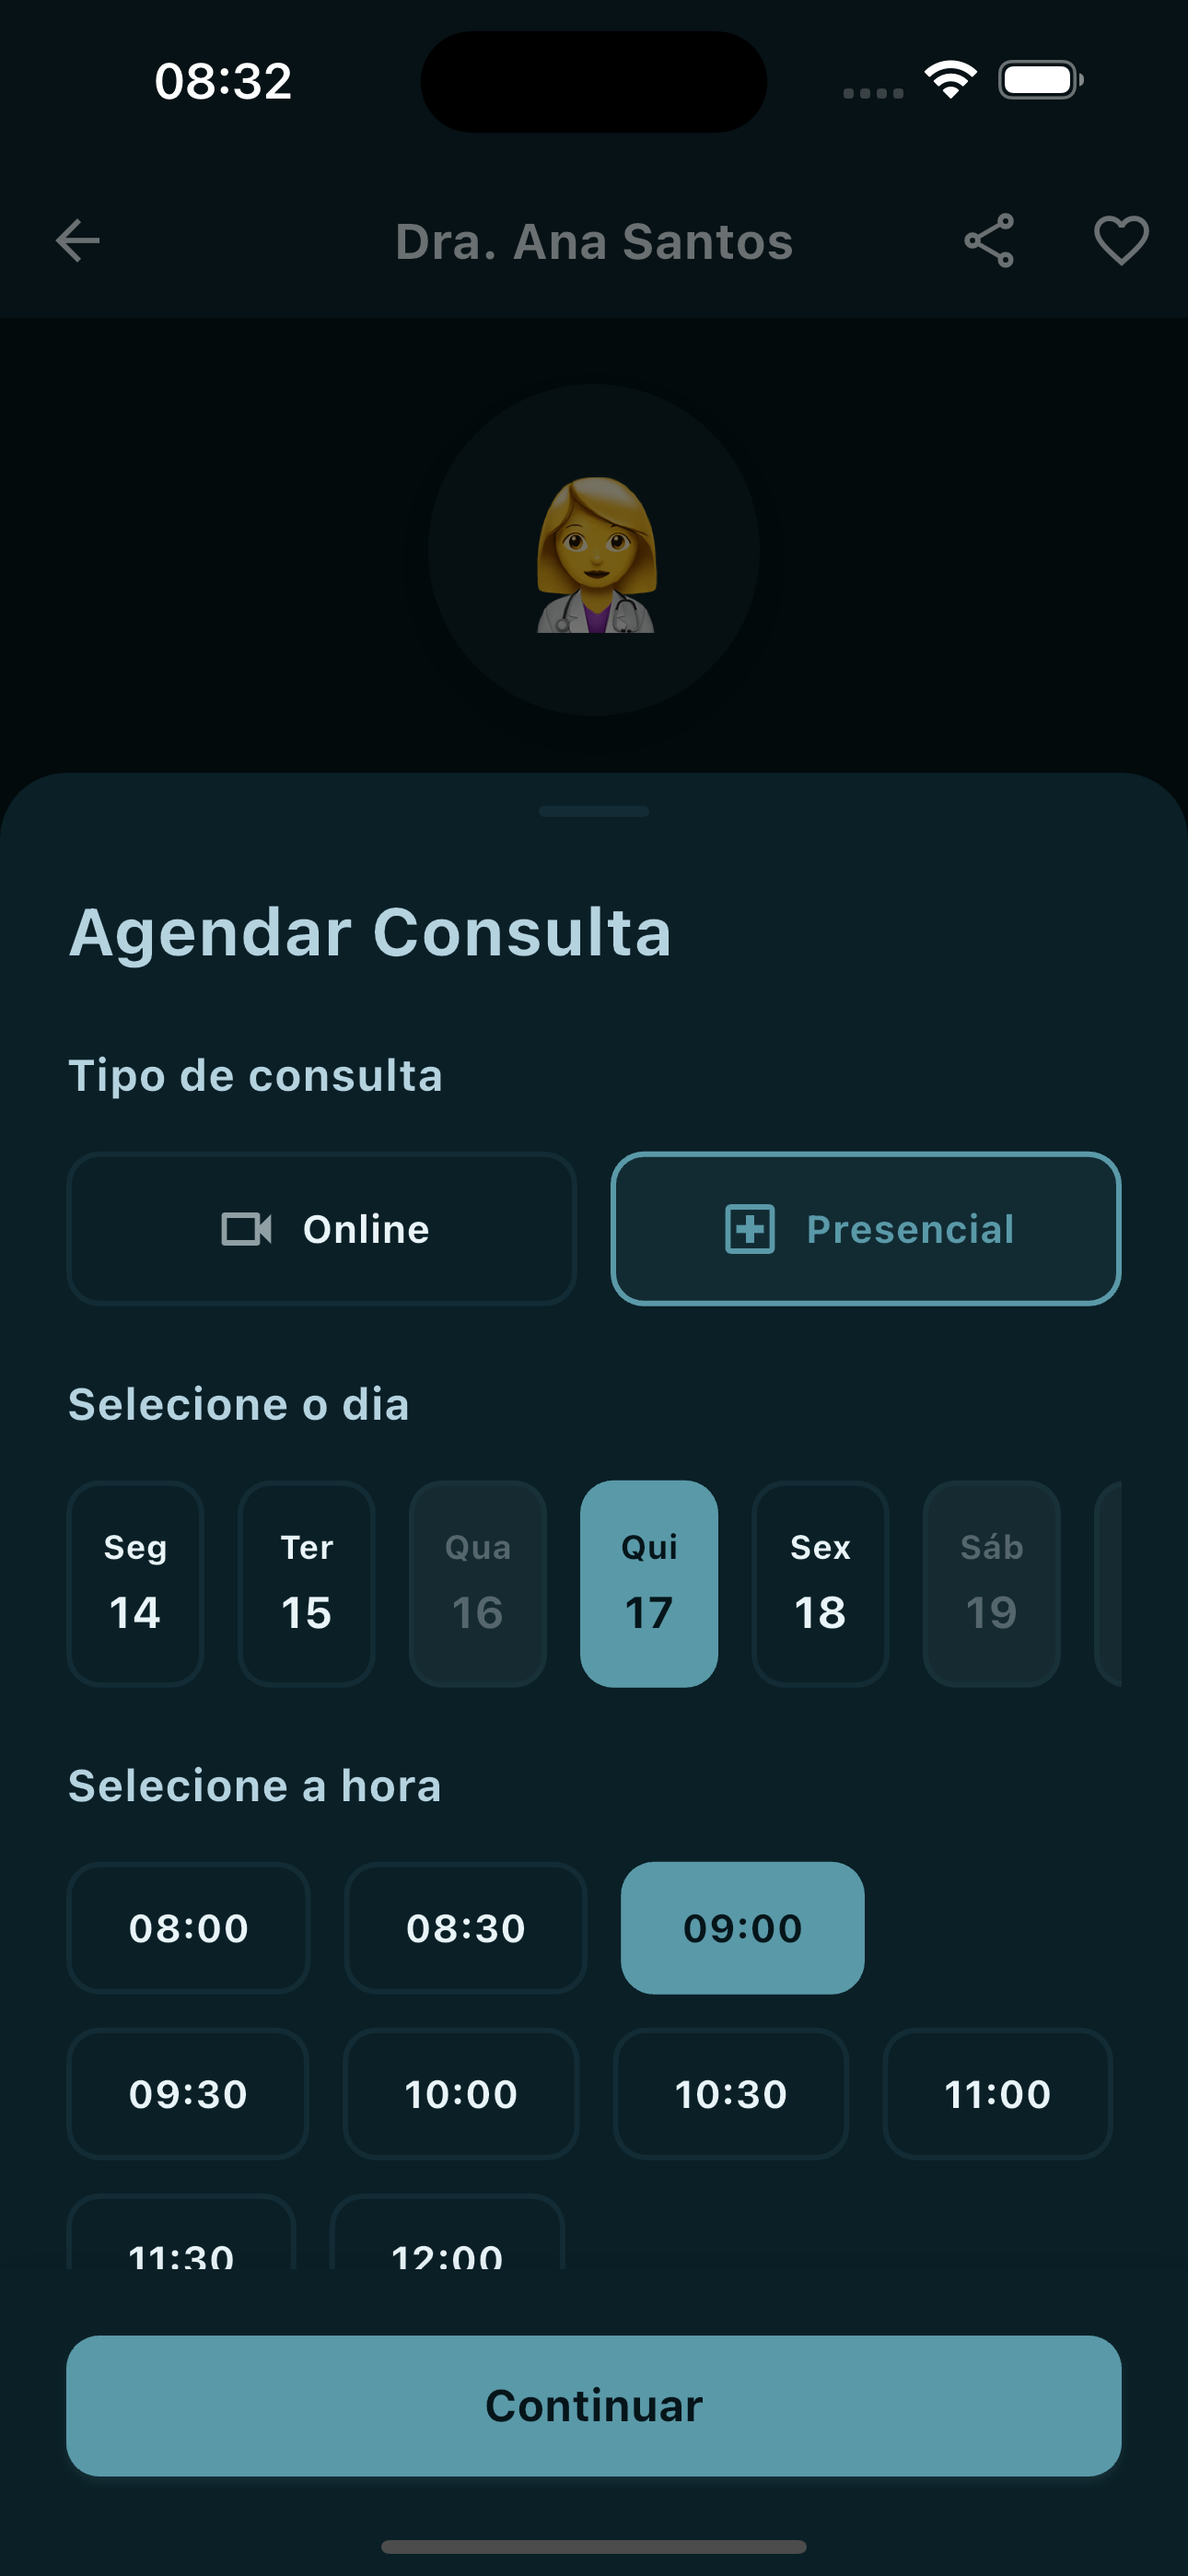 08:32
Dra. Ana Santos
Agendar Consulta
Tipo de consulta
Online Presencial
Selecione o dia
Seg Ter Qua Qui Sex Sáb
14 15 16 17 18 19
Selecione a hora
08:00 08:30 09:00
09:30 10:00 10:30 11:00
11:30 12:00
Continuar